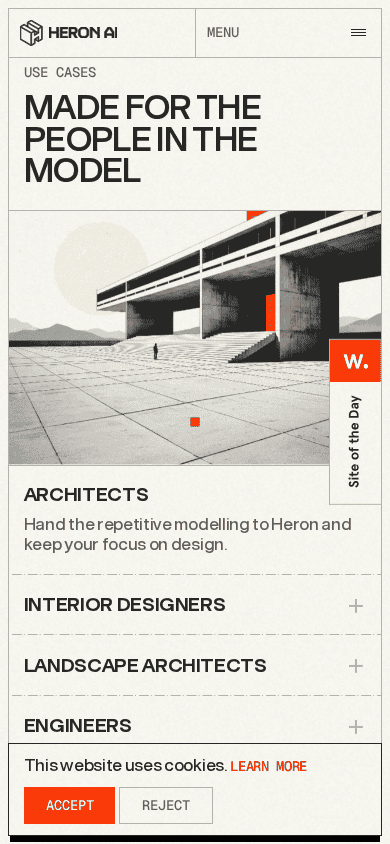 HERON AI
MENU
USE CASES
MADE FOR THE
PEOPLE IN THE
MODEL
W.
Site of the Day
ARCHITECTS
Hand the repetitive modelling to Heron and
keep your focus on design.
INTERIOR DESIGNERS
LANDSCAPE ARCHITECTS
ENGINEERS
This website uses cookies. LEARN MORE
ACCEPT
REJECT